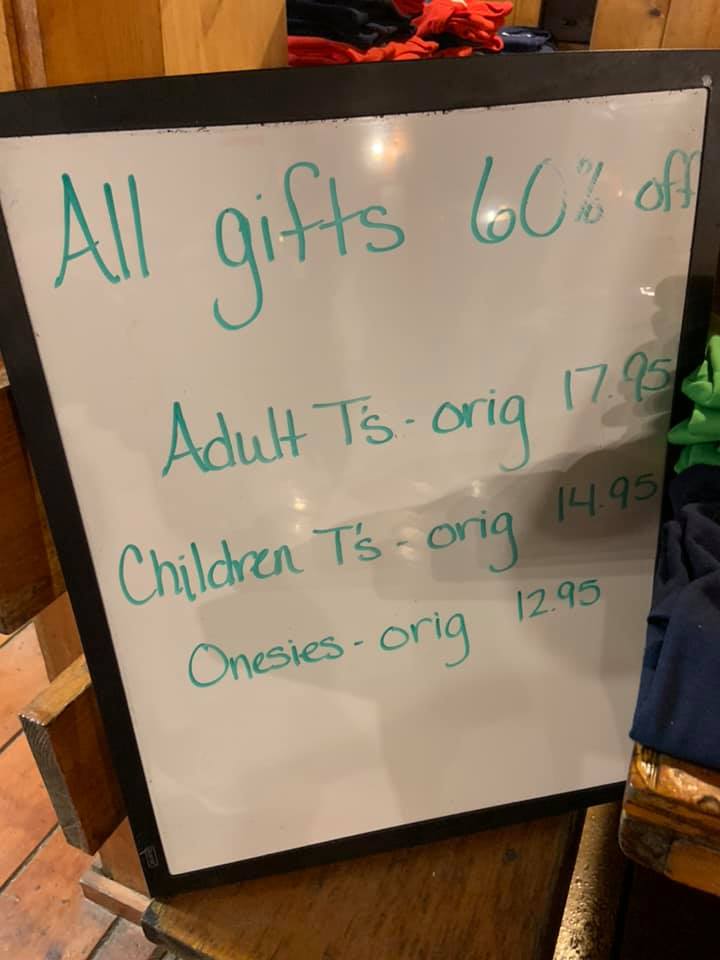 All gifts 60% off
Adult T's - orig 17.95
Children T's - orig 14.95
Onesies - orig 12.95